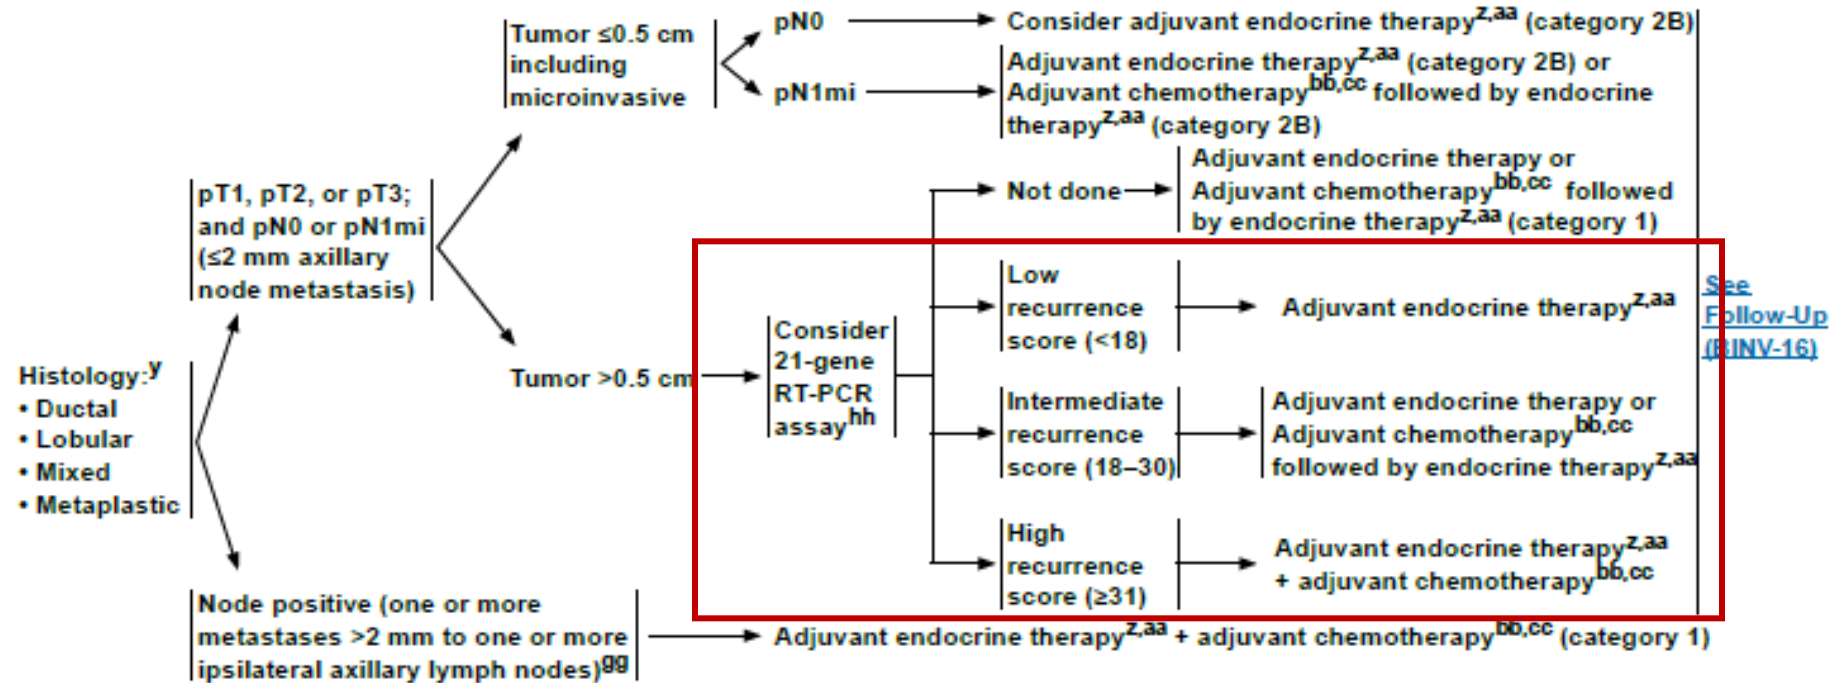 Histology:y
• Ductal
• Lobular
• Mixed
• Metaplastic
pT1, pT2, or pT3;
and pN0 or pN1mi
(≤2 mm axillary
node metastasis)
Tumor ≤0.5 cm
including
microinvasive
pN0
Consider adjuvant endocrine therapyz,aa (category 2B)
pN1mi
Adjuvant endocrine therapyz,aa (category 2B) or
Adjuvant chemotherapybb,cc followed by endocrine
therapyz,aa (category 2B)
Tumor >0.5 cm
Consider
21-gene
RT-PCR
assayhh
Not done
Adjuvant endocrine therapy or
Adjuvant chemotherapybb,cc followed
by endocrine therapyz,aa (category 1)
Low
recurrence
score (<18)
Adjuvant endocrine therapyz,aa
Intermediate
recurrence
score (18–30)
Adjuvant endocrine therapy or
Adjuvant chemotherapybb,cc
followed by endocrine therapyz,aa
High
recurrence
score (≥31)
Adjuvant endocrine therapyz,aa
+ adjuvant chemotherapybb,cc
See
Follow-Up
(BINV-16)
Node positive (one or more
metastases >2 mm to one or more
ipsilateral axillary lymph nodes)gg
Adjuvant endocrine therapyz,aa + adjuvant chemotherapybb,cc (category 1)